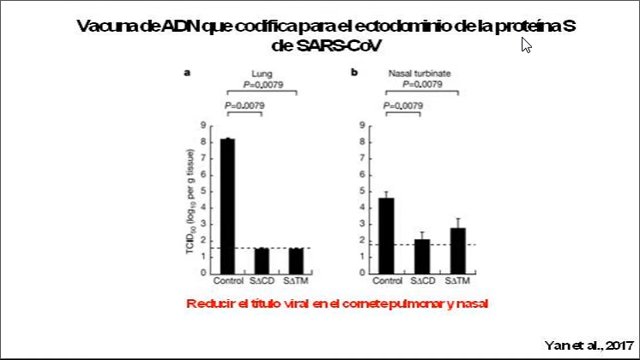 Vacuna de ADN que codifica para el ectodominio de la proteína S
de SARS-CoV
a
Lung
P=0.0079
P=0.0079
TCID50 (log10 per g tissue)
9
8
7
6
5
4
3
2
1
0
Control
SΔCD
SΔTM
b
Nasal turbinate
P=0.0079
P=0.0079
9
8
7
6
5
4
3
2
1
0
Control
SΔCD
SΔTM
Reducir el título viral en el cornete pulmonar y nasal
Yan et al., 2017